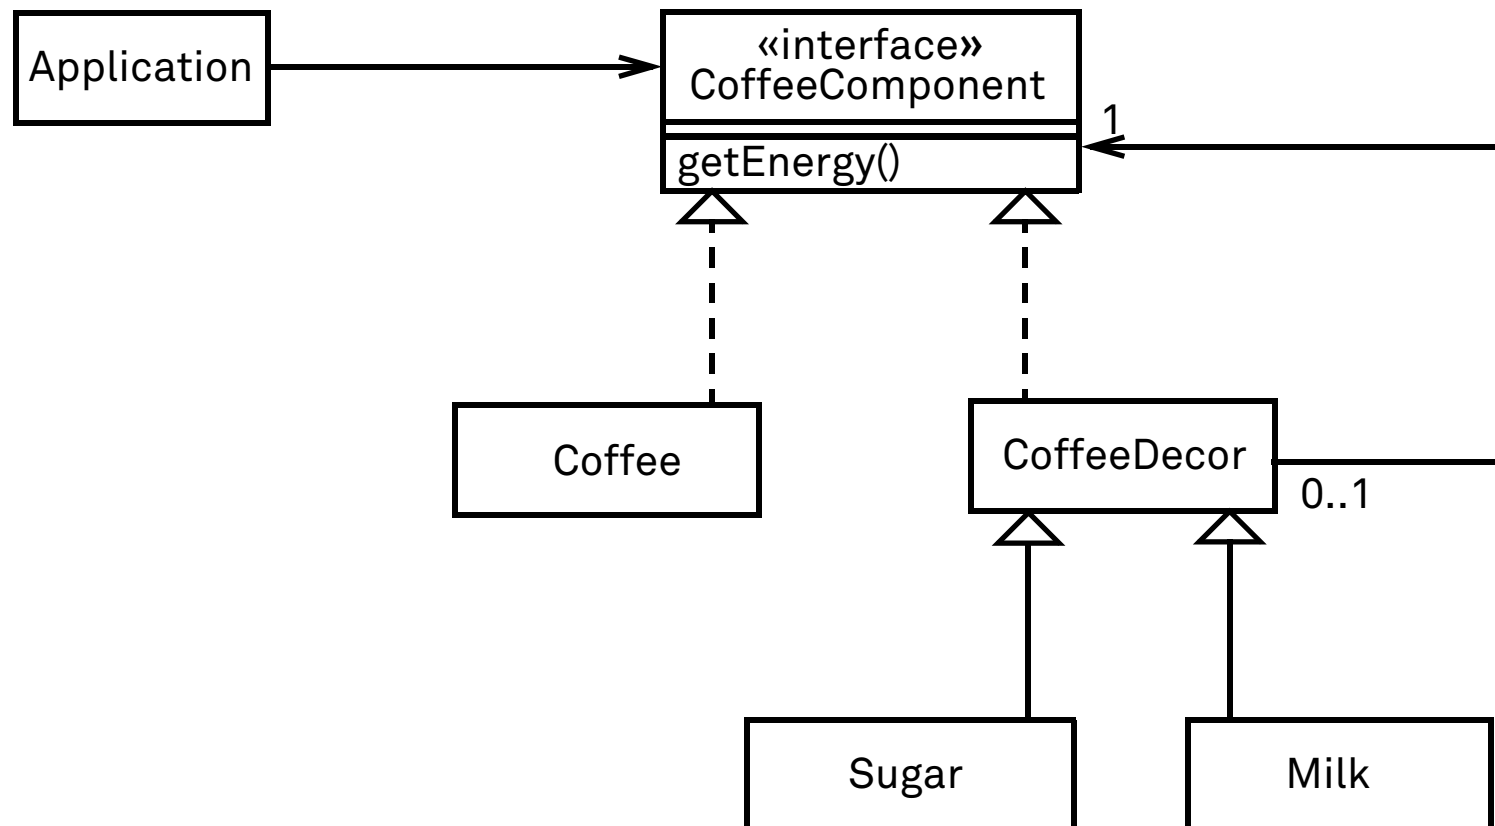 Application
«interface»
CoffeeComponent
getEnergy()
1
Coffee
CoffeeDecor
0..1
Sugar
Milk